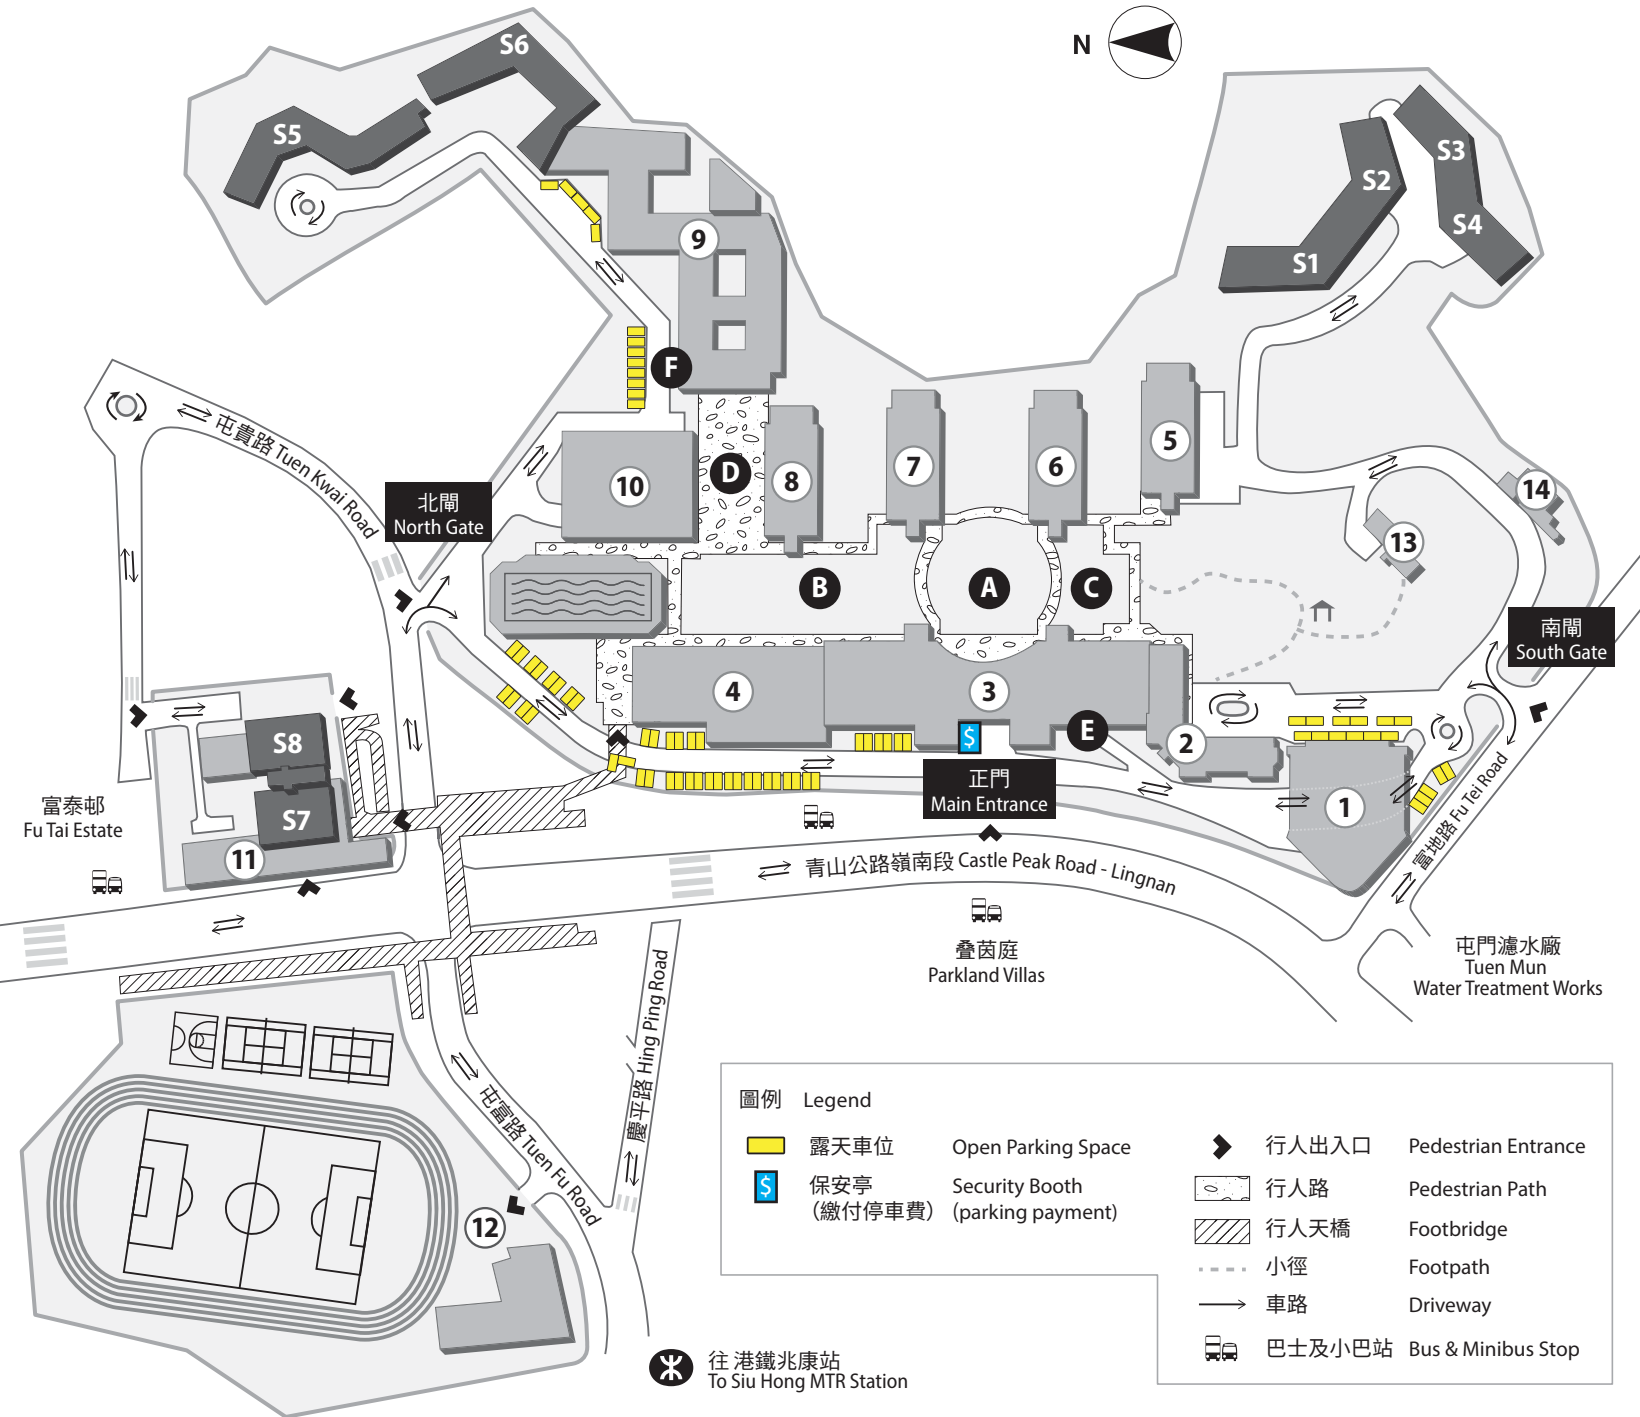 N
S6
S5
S3
S2
S4
S1
9
F
5
7
6
8
D
10
14
13
屯貴路 Tuen Kwai Road
北閘
North Gate
B
A
C
南閘
South Gate
4
3
E
2
$
S8
正門
Main Entrance
1
富泰邨
Fu Tai Estate
S7
11
富地路 Fu Tei Road
青山公路嶺南段 Castle Peak Road - Lingnan
叠茵庭
Parkland Villas
屯門濾水廠
Tuen Mun
Water Treatment Works
慶平路 Hing Ping Road
屯富路 Tuen Fu Road
12
往 港鐵兆康站
To Siu Hong MTR Station
圖例 Legend
露天車位 Open Parking Space
$ 保安亭 Security Booth
（繳付停車費） (parking payment)
行人出入口 Pedestrian Entrance
行人路 Pedestrian Path
行人天橋 Footbridge
小徑 Footpath
車路 Driveway
巴士及小巴站 Bus & Minibus Stop